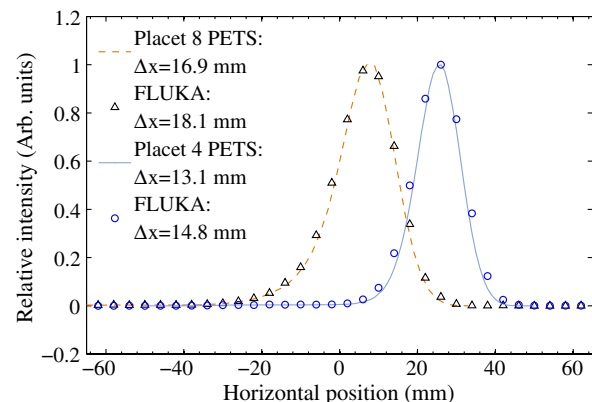 1.2
1
0.8
0.6
0.4
0.2
0
−0.2
Relative intensity (Arb. units)
Placet 8 PETS:
Δx=16.9 mm
FLUKA:
Δx=18.1 mm
Placet 4 PETS:
Δx=13.1 mm
FLUKA:
Δx=14.8 mm
−60 −40 −20 0 20 40 60
Horizontal position (mm)